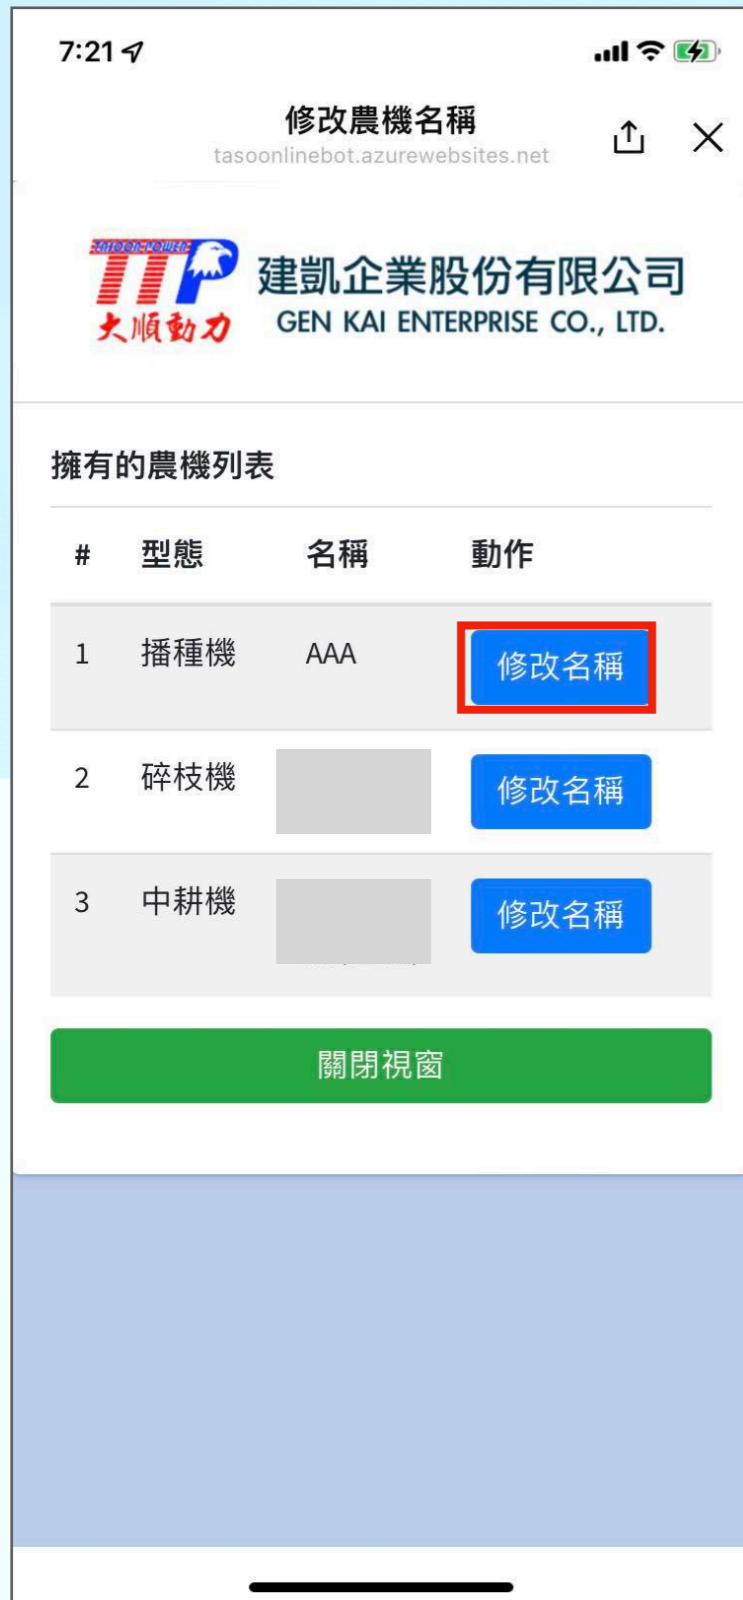 7:21
修改農機名稱
tasoonlinebot.azurewebsites.net
TASOON POWER
TTP
大順動力
建凱企業股份有限公司
GEN KAI ENTERPRISE CO., LTD.
擁有的農機列表
# 型態 名稱 動作
1 播種機 AAA 修改名稱
2 碎枝機 修改名稱
3 中耕機 修改名稱
關閉視窗